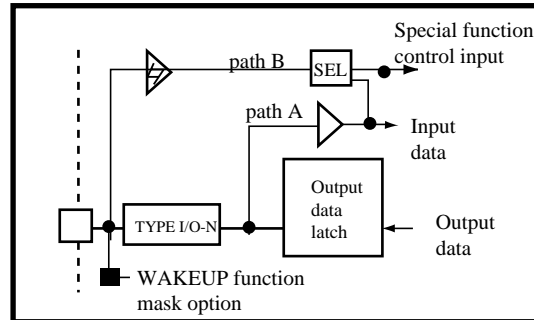 Special function
control input
path B
SEL
path A
Input
data
TYPE I/O-N
Output
data
latch
Output
data
WAKEUP function
mask option